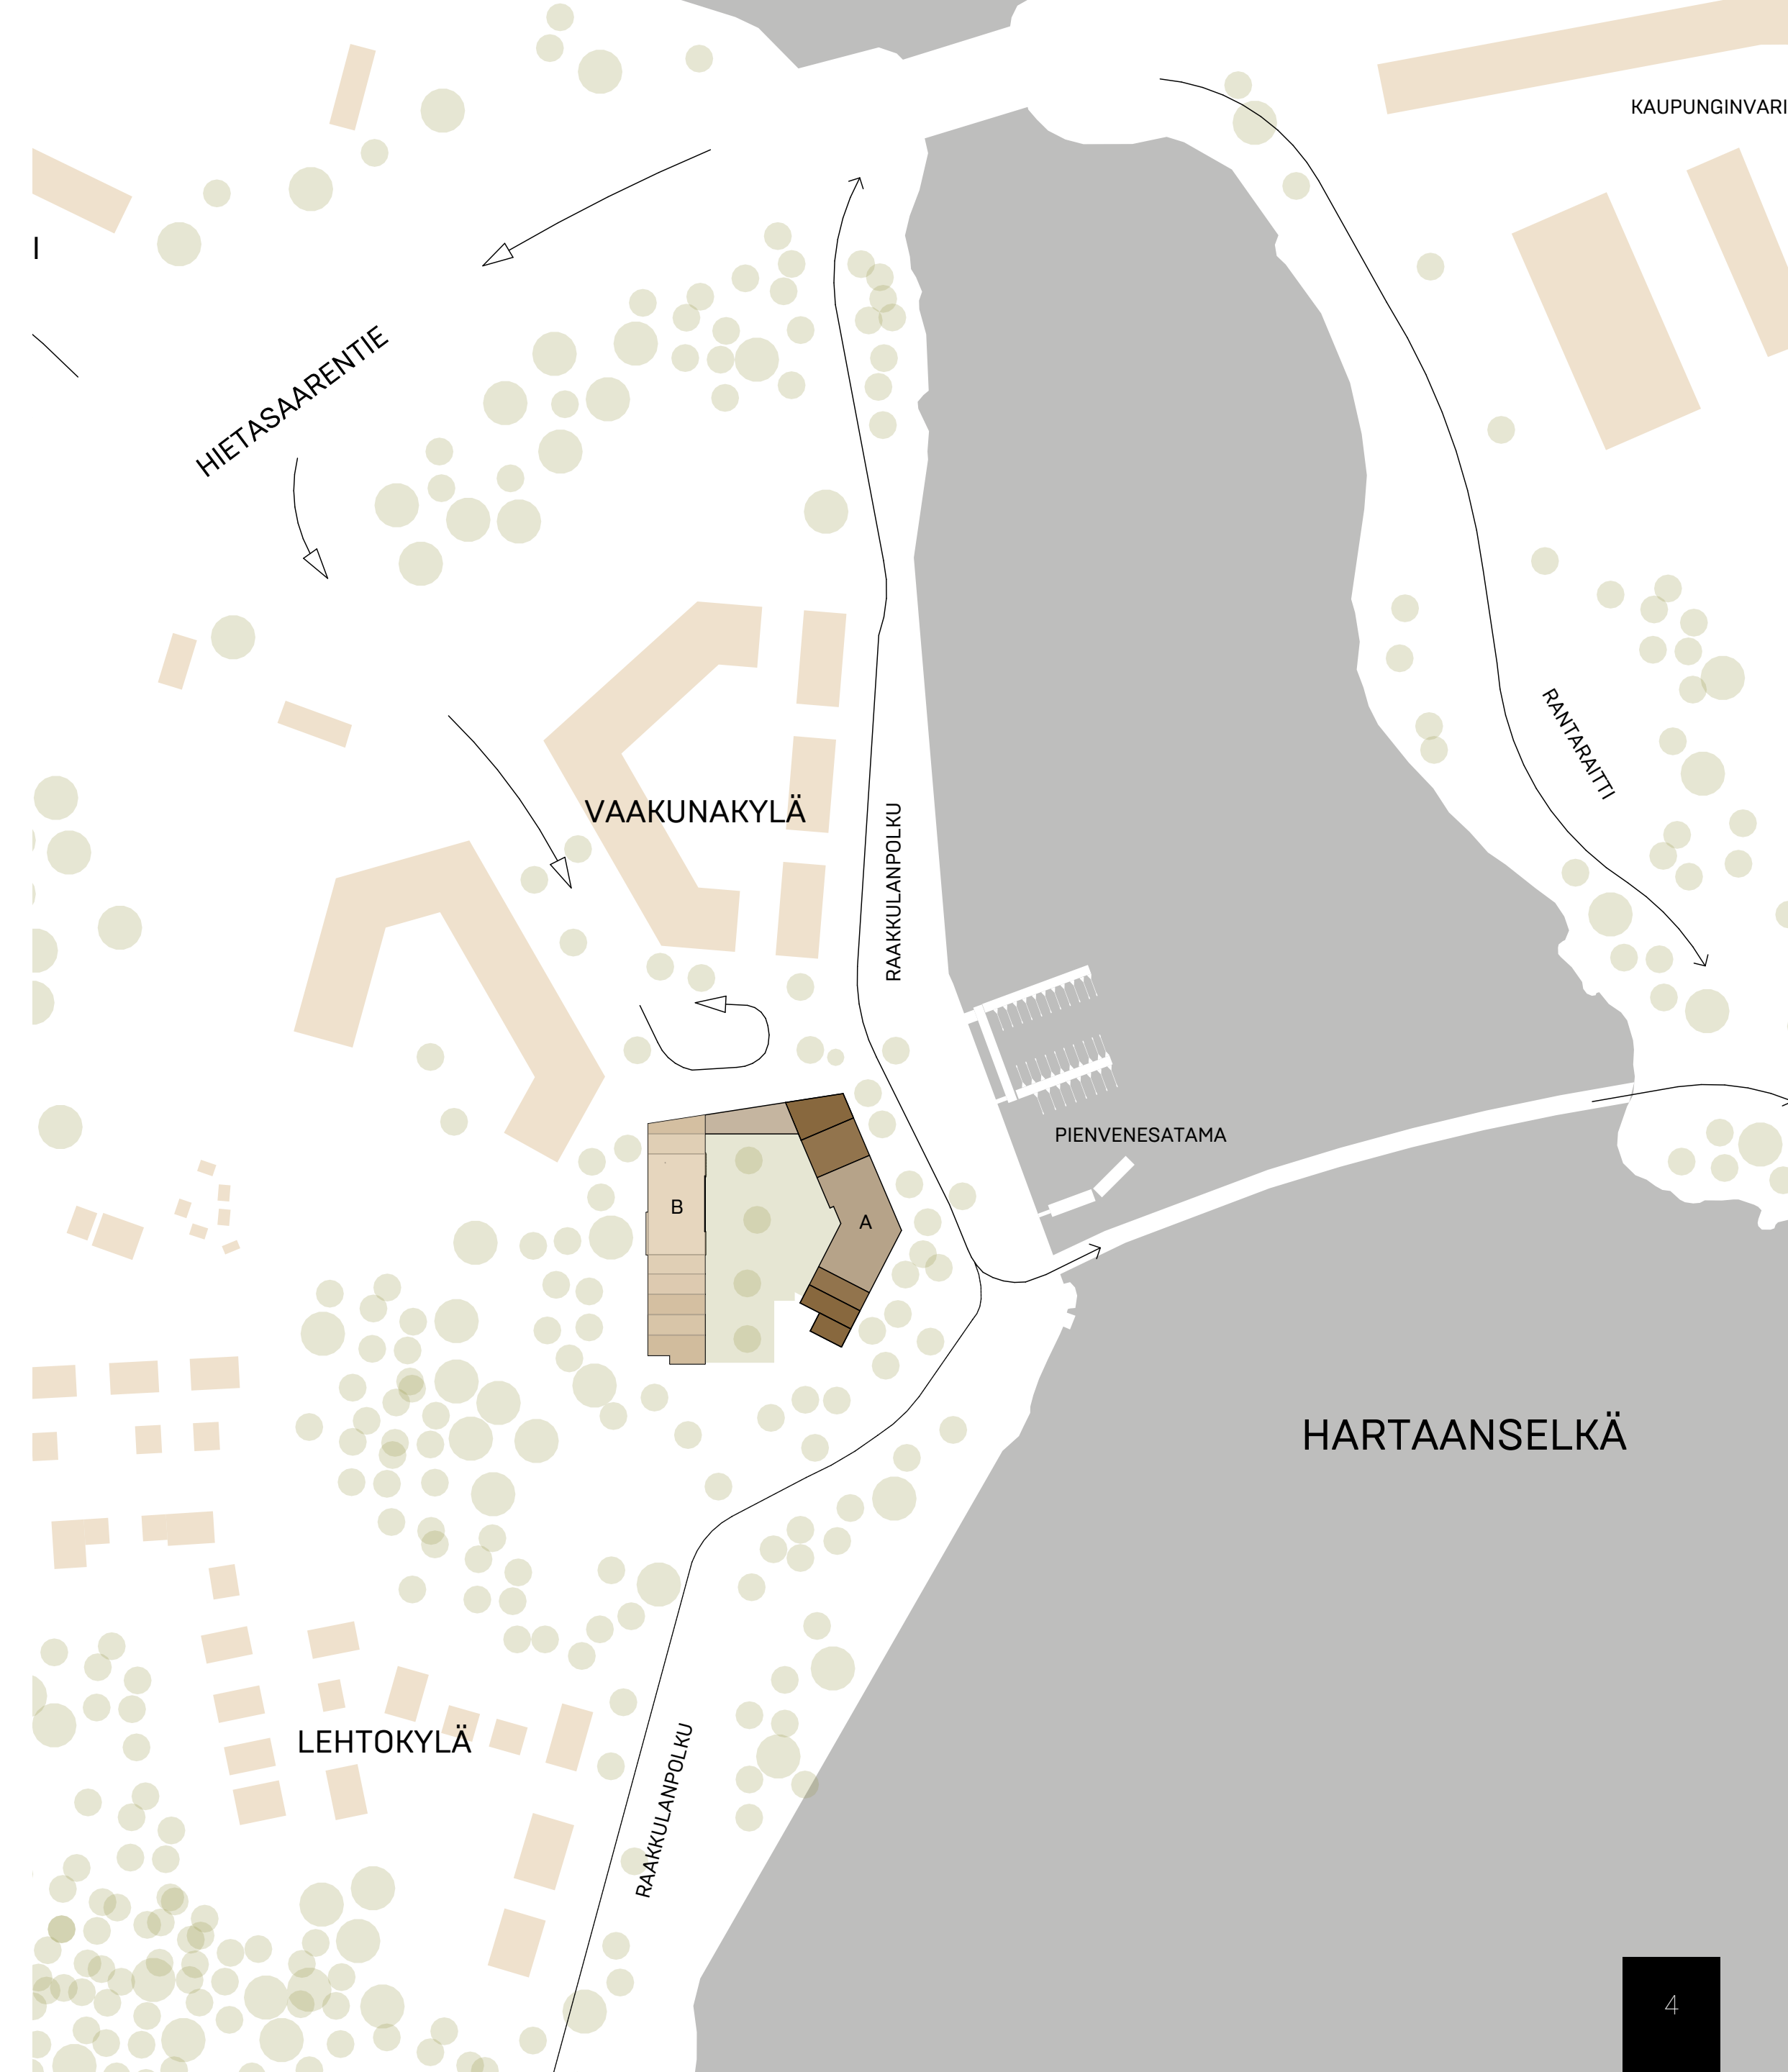 KAUPUNGINVARI
I
HIETASAARENTIE
RANTARAITTI
VAAKUNAKYLÄ
RAAKKULANPOLKU
PIENVENESATAMA
B
A
HARTAANSELKÄ
LEHTOKYLÄ
RAAKKULANPOLKU
4